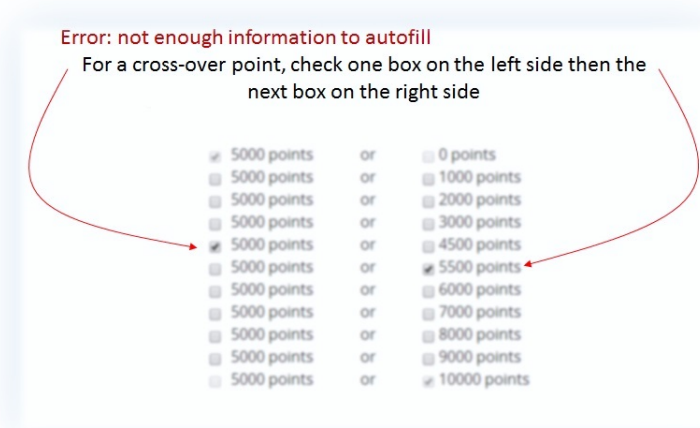 Error: not enough information to autofill
For a cross-over point, check one box on the left side then the
next box on the right side
5000 points or 0 points
5000 points or 1000 points
5000 points or 2000 points
5000 points or 3000 points
5000 points or 4500 points
5000 points or 5500 points
5000 points or 6000 points
5000 points or 7000 points
5000 points or 8000 points
5000 points or 9000 points
5000 points or 10000 points